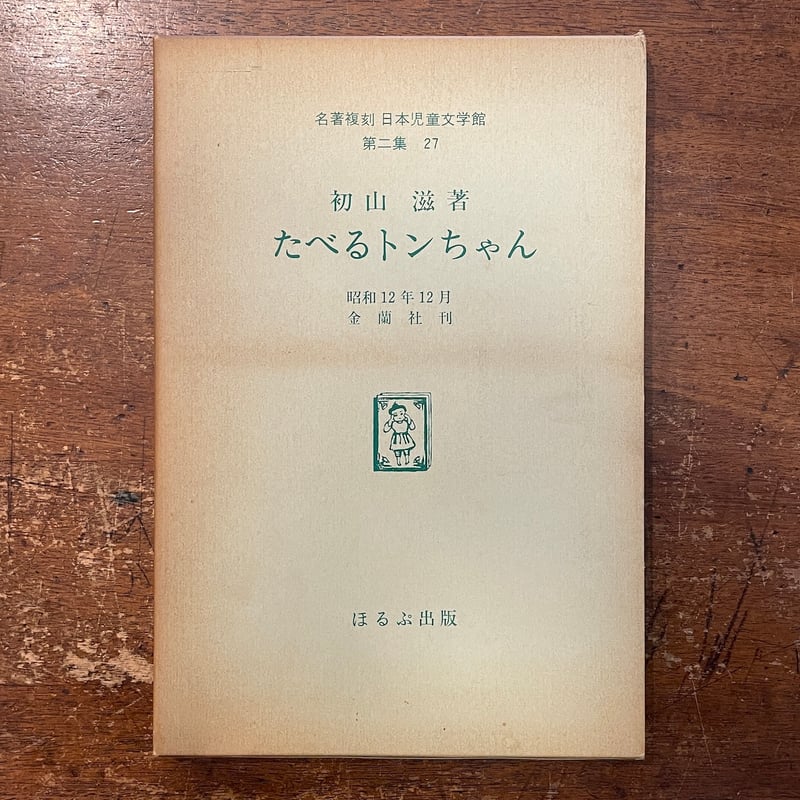 名著複刻 日本児童文学館
第二集 27
初山 滋著
たべるトンちゃん
昭和12年12月
金蘭社刊
ほるぷ出版